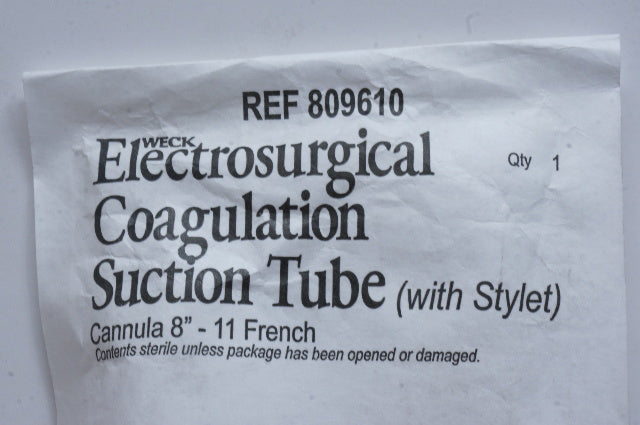 REF 809610
WECK
Electrosurgical
Qty 1
Coagulation
Suction Tube (with Stylet)
Cannula 8” - 11 French
Contents sterile unless package has been opened or damaged.